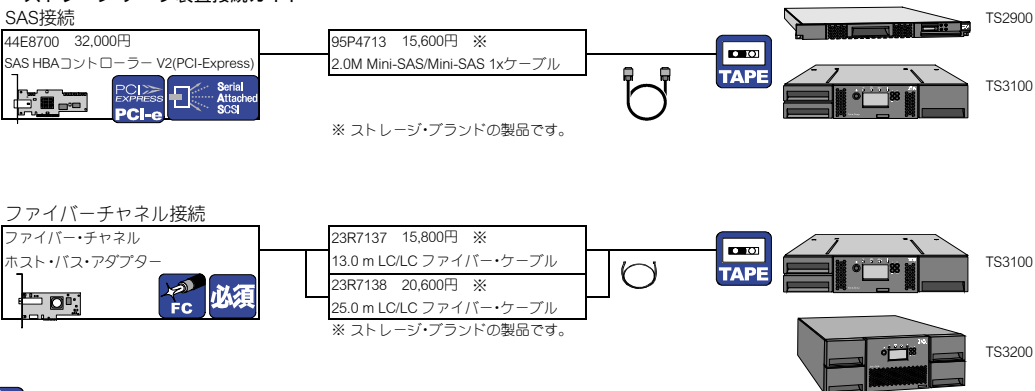 SAS接続
44E8700 32,000円
SAS HBAコントローラー V2(PCI-Express)
PCI EXPRESS
PCI-e
Serial
Attached
SCSI
95P4713 15,600円 ※
2.0M Mini-SAS/Mini-SAS 1xケーブル
※ ストレージ・ブランドの製品です。
TAPE
TS2900
TS3100
ファイバーチャネル接続
ファイバー・チャネル
ホスト・バス・アダプター
FC
必須
23R7137 15,800円 ※
13.0 m LC/LC ファイバー・ケーブル
23R7138 20,600円 ※
25.0 m LC/LC ファイバー・ケーブル
※ ストレージ・ブランドの製品です。
TAPE
TS3100
TS3200